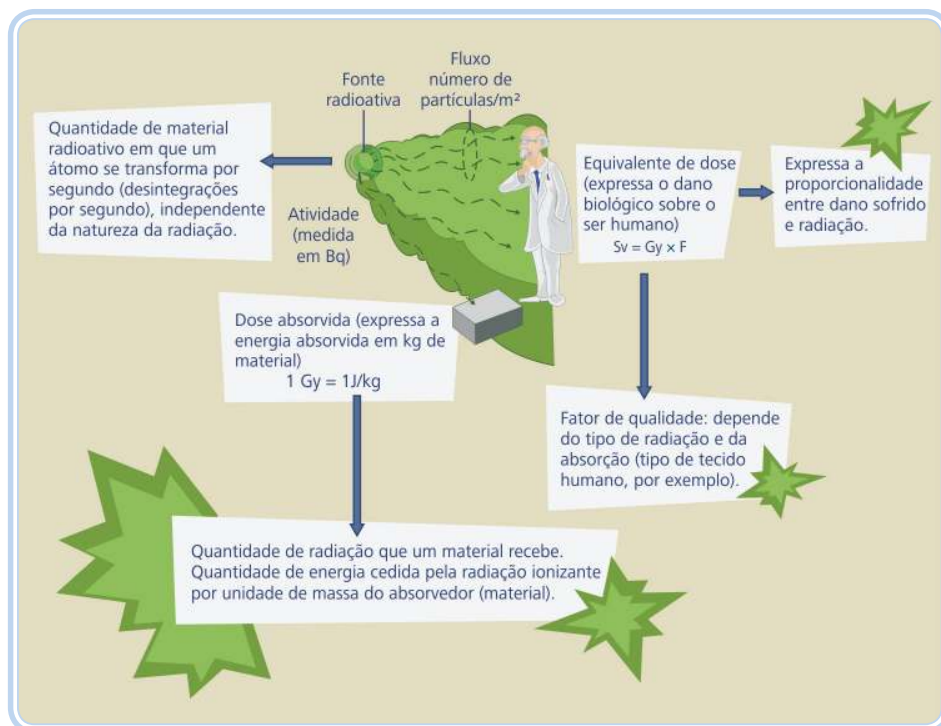 Fonte
radioativa
Fluxo
número de
partículas/m²
Quantidade de material
radioativo em que um
átomo se transforma por
segundo (desintegrações
por segundo), independente
da natureza da radiação.
Atividade
(medida
em Bq)
Equivalente de dose
(expressa o dano
biológico sobre o
ser humano)
Sv = Gy × F
Expressa a
proporcionalidade
entre dano sofrido
e radiação.
Dose absorvida (expressa a
energia absorvida em kg de
material)
1 Gy = 1J/kg
Fator de qualidade: depende
do tipo de radiação e da
absorção (tipo de tecido
humano, por exemplo).
Quantidade de radiação que um material recebe.
Quantidade de energia cedida pela radiação ionizante
por unidade de massa do absorvedor (material).